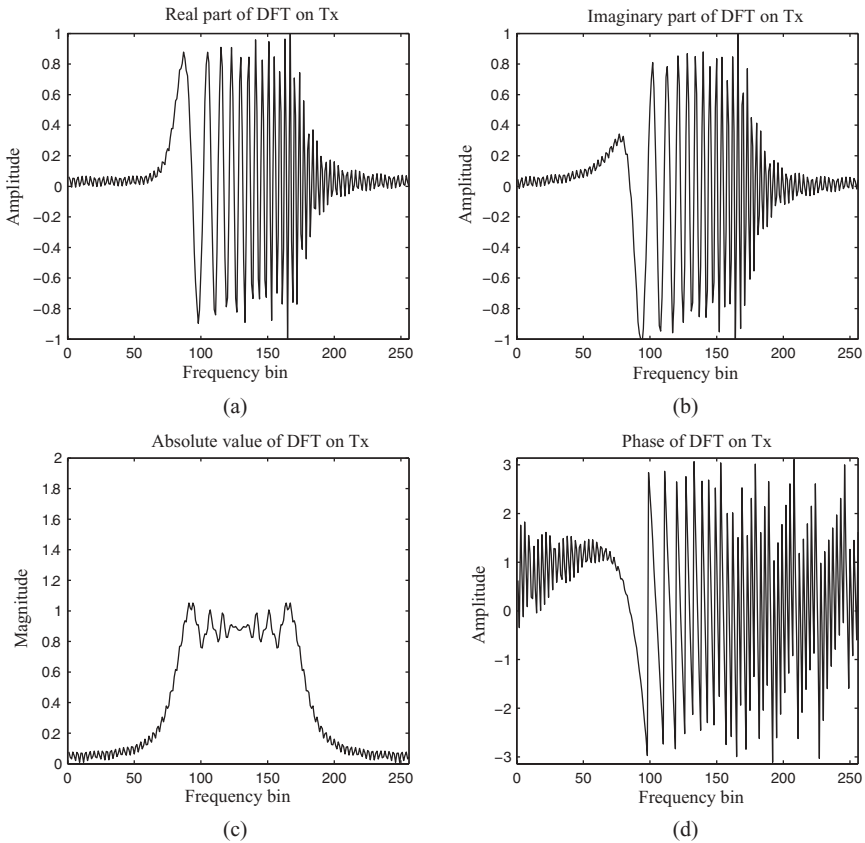 Real part of DFT on Tx
1
0.8
0.6
0.4
0.2
0
−0.2
−0.4
−0.6
−0.8
−1
Amplitude
0 50 100 150 200 250
Frequency bin
(a)
Imaginary part of DFT on Tx
1
0.8
0.6
0.4
0.2
0
−0.2
−0.4
−0.6
−0.8
−1
Amplitude
0 50 100 150 200 250
Frequency bin
(b)
Absolute value of DFT on Tx
2
1.8
1.6
1.4
1.2
1
0.8
0.6
0.4
0.2
0
Magnitude
0 50 100 150 200 250
Frequency bin
(c)
Phase of DFT on Tx
3
2
1
0
−1
−2
−3
Amplitude
0 50 100 150 200 250
Frequency bin
(d)